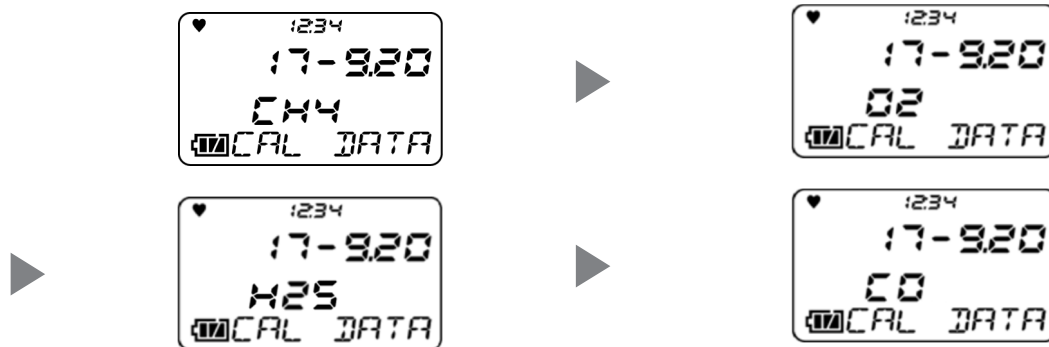 12:34
17-9.20
CH4
CAL DATA
12:34
17-9.20
O2
CAL DATA
12:34
17-9.20
H2S
CAL DATA
12:34
17-9.20
CO
CAL DATA